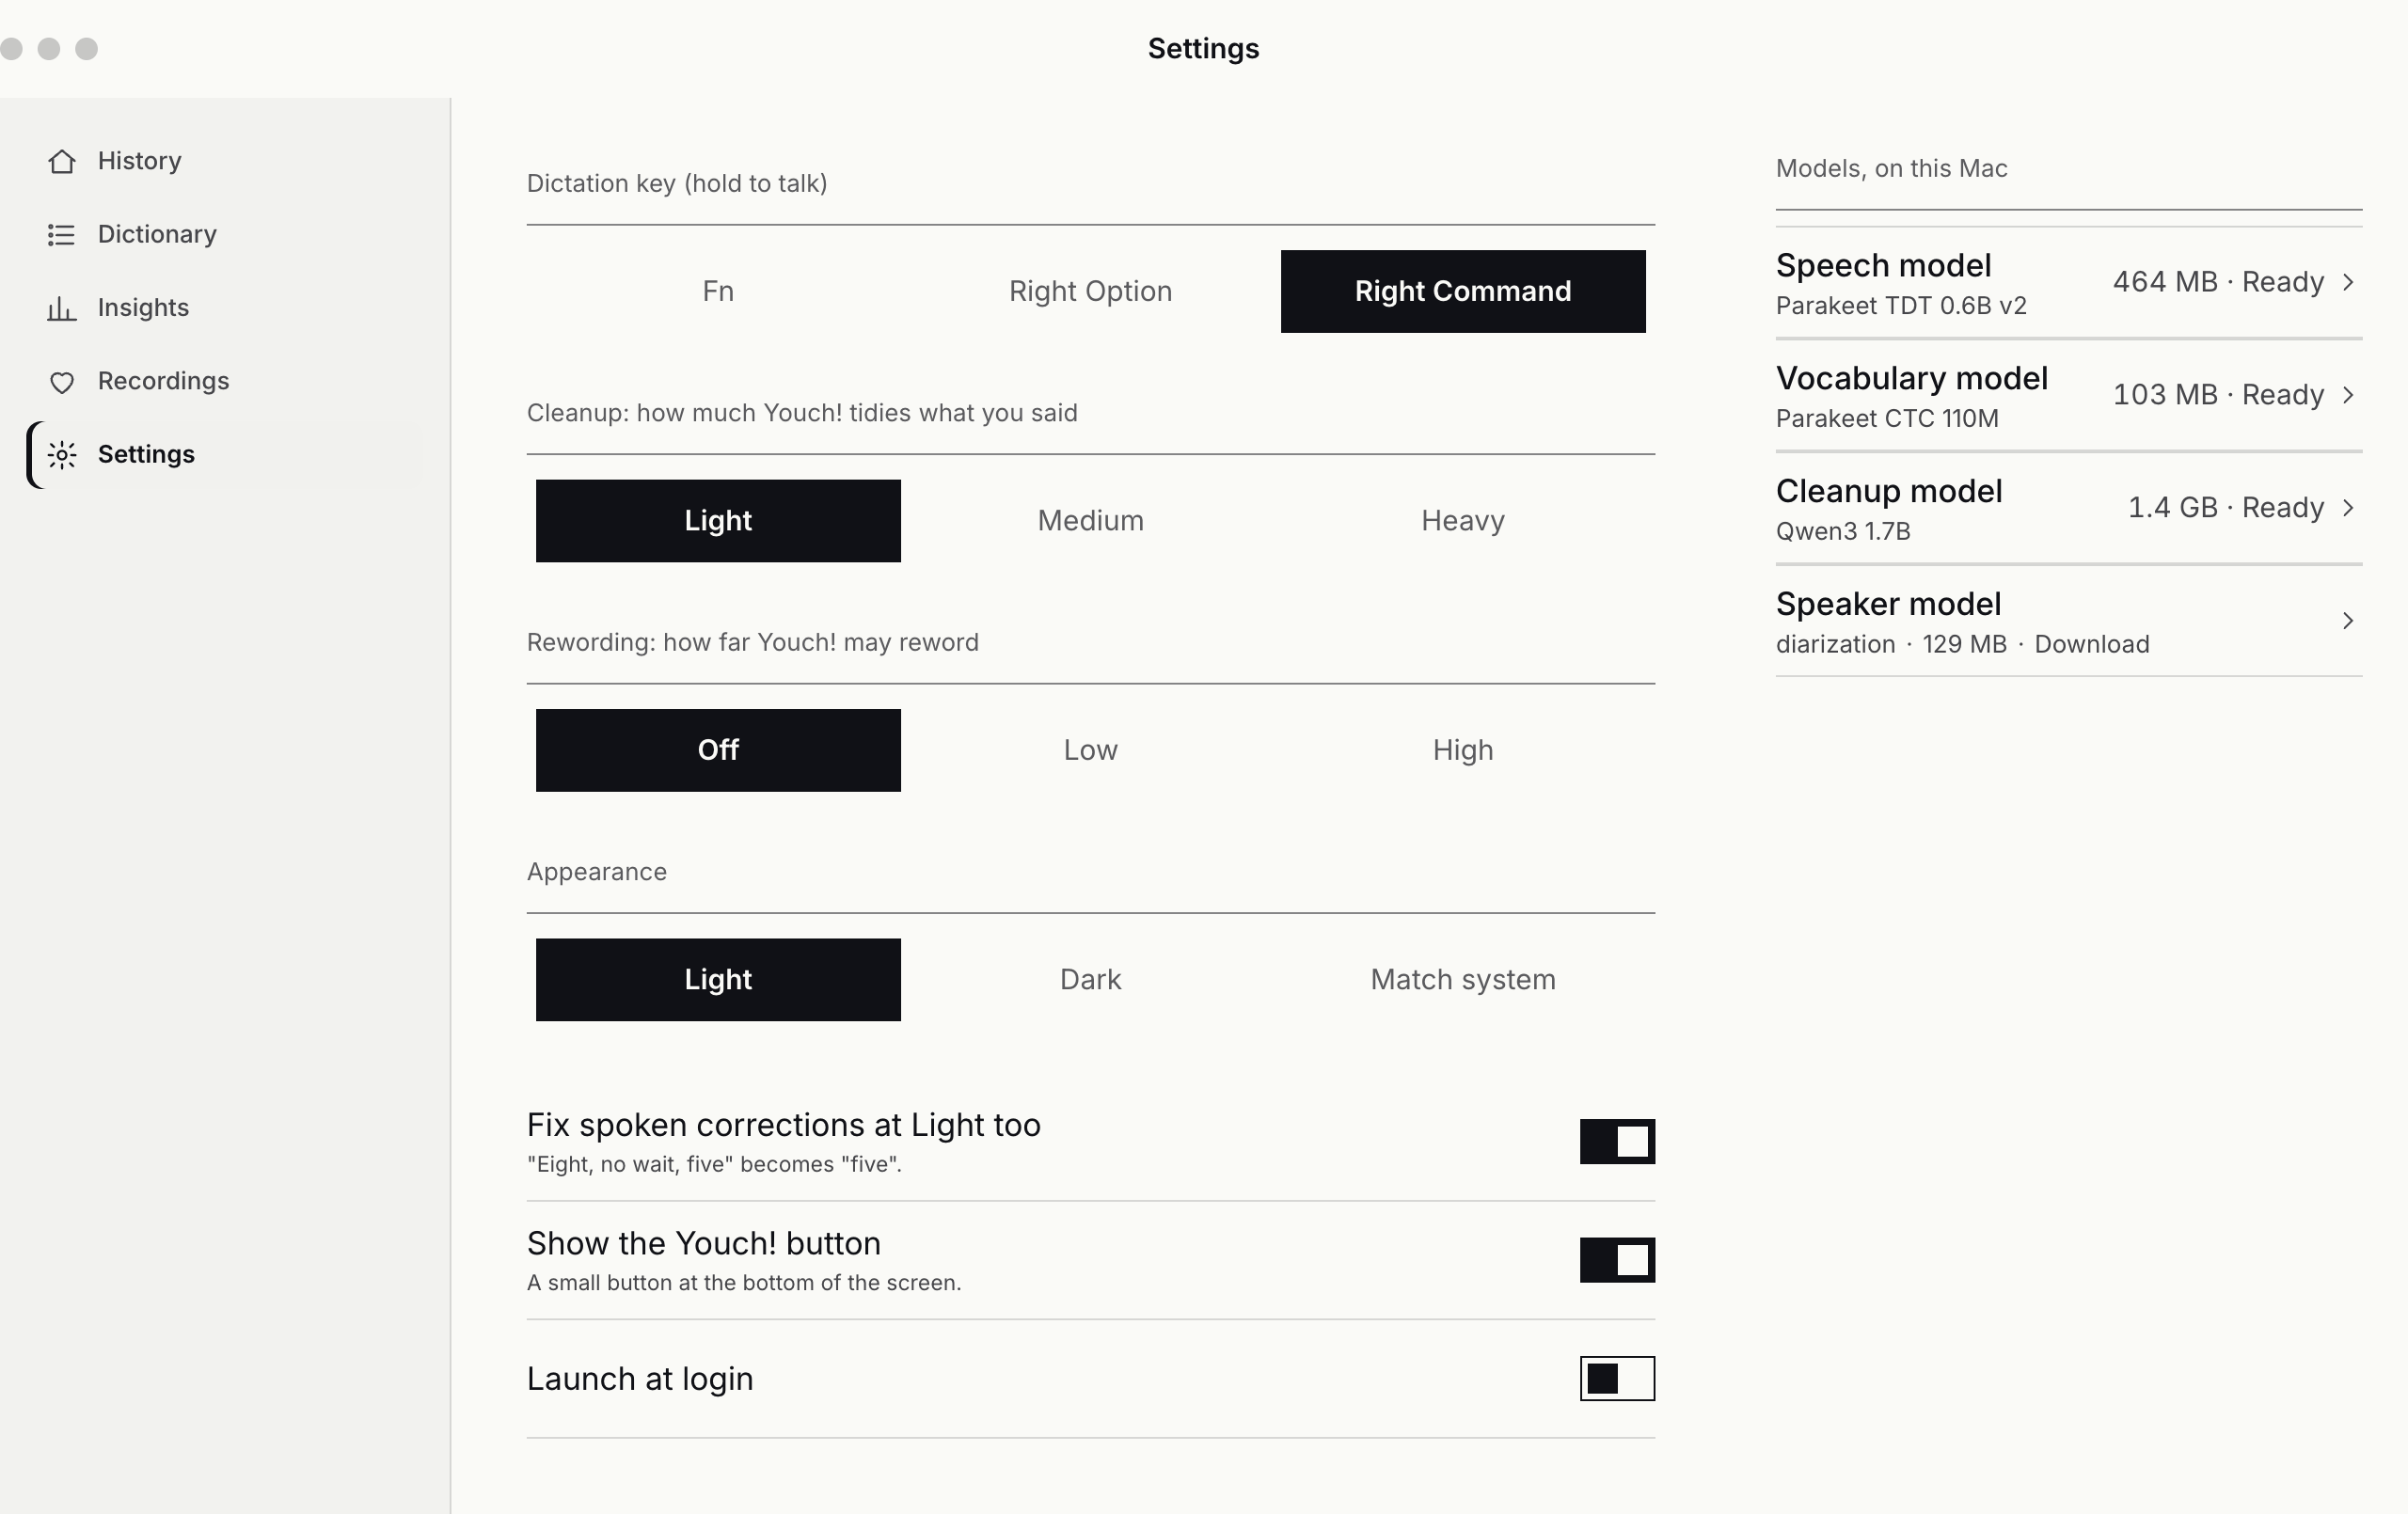 Settings
History
Dictionary
Insights
Recordings
Settings
Dictation key (hold to talk)
Fn
Right Option
Right Command
Cleanup: how much Youch! tidies what you said
Light
Medium
Heavy
Rewording: how far Youch! may reword
Off
Low
High
Appearance
Light
Dark
Match system
Fix spoken corrections at Light too
"Eight, no wait, five" becomes "five".
Show the Youch! button
A small button at the bottom of the screen.
Launch at login
Models, on this Mac
Speech model
Parakeet TDT 0.6B v2
464 MB · Ready
Vocabulary model
Parakeet CTC 110M
103 MB · Ready
Cleanup model
Qwen3 1.7B
1.4 GB · Ready
Speaker model
diarization · 129 MB · Download